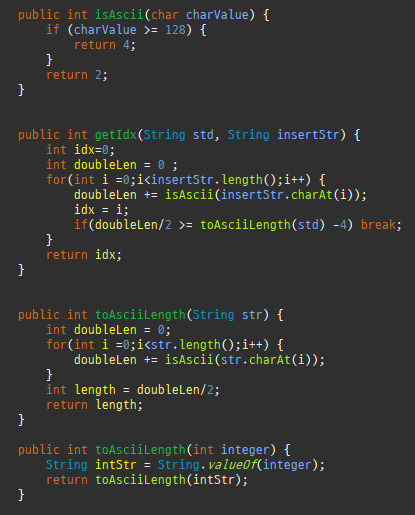 public int isAscii(char charValue) {
    if (charValue >= 128) {
        return 4;
    }
    return 2;
}
public int getIdx(String std, String insertStr) {
    int idx=0;
    int doubleLen = 0 ;
    for(int i =0;i<insertStr.length();i++) {
        doubleLen += isAscii(insertStr.charAt(i));
        idx = i;
        if(doubleLen/2 >= toAsciiLength(std) -4) break;
    }
    return idx;
}
public int toAsciiLength(String str) {
    int doubleLen = 0;
    for(int i =0;i<str.length();i++) {
        doubleLen += isAscii(str.charAt(i));
    }
    int length = doubleLen/2;
    return length;
}
public int toAsciiLength(int integer) {
    String intStr = String.valueOf(integer);
    return toAsciiLength(intStr);
}